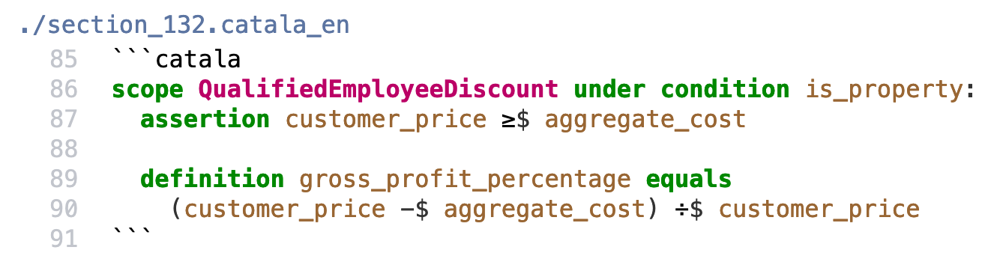 ./section_132.catala_en
85 ```catala
86 scope QualifiedEmployeeDiscount under condition is_property:
87 assertion customer_price ≥$ aggregate_cost
88
89 definition gross_profit_percentage equals
90 (customer_price -$ aggregate_cost) ÷$ customer_price
91 ```